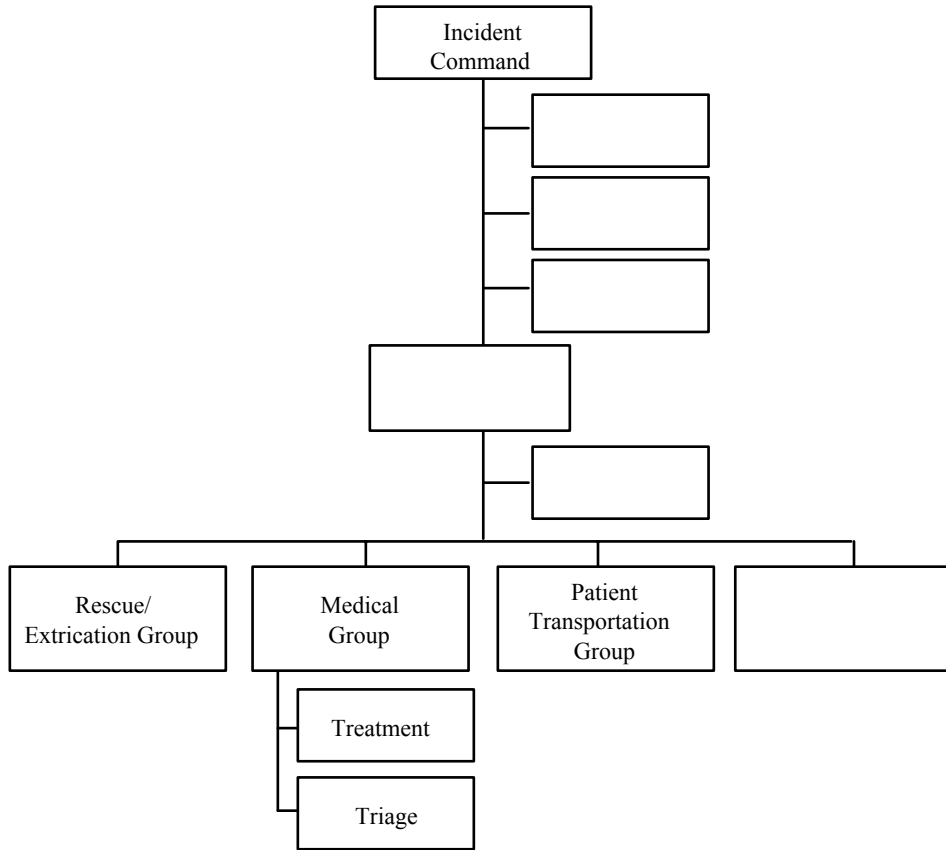 Incident
Command
Rescue/
Extrication Group
Medical
Group
Patient
Transportation
Group
Treatment
Triage